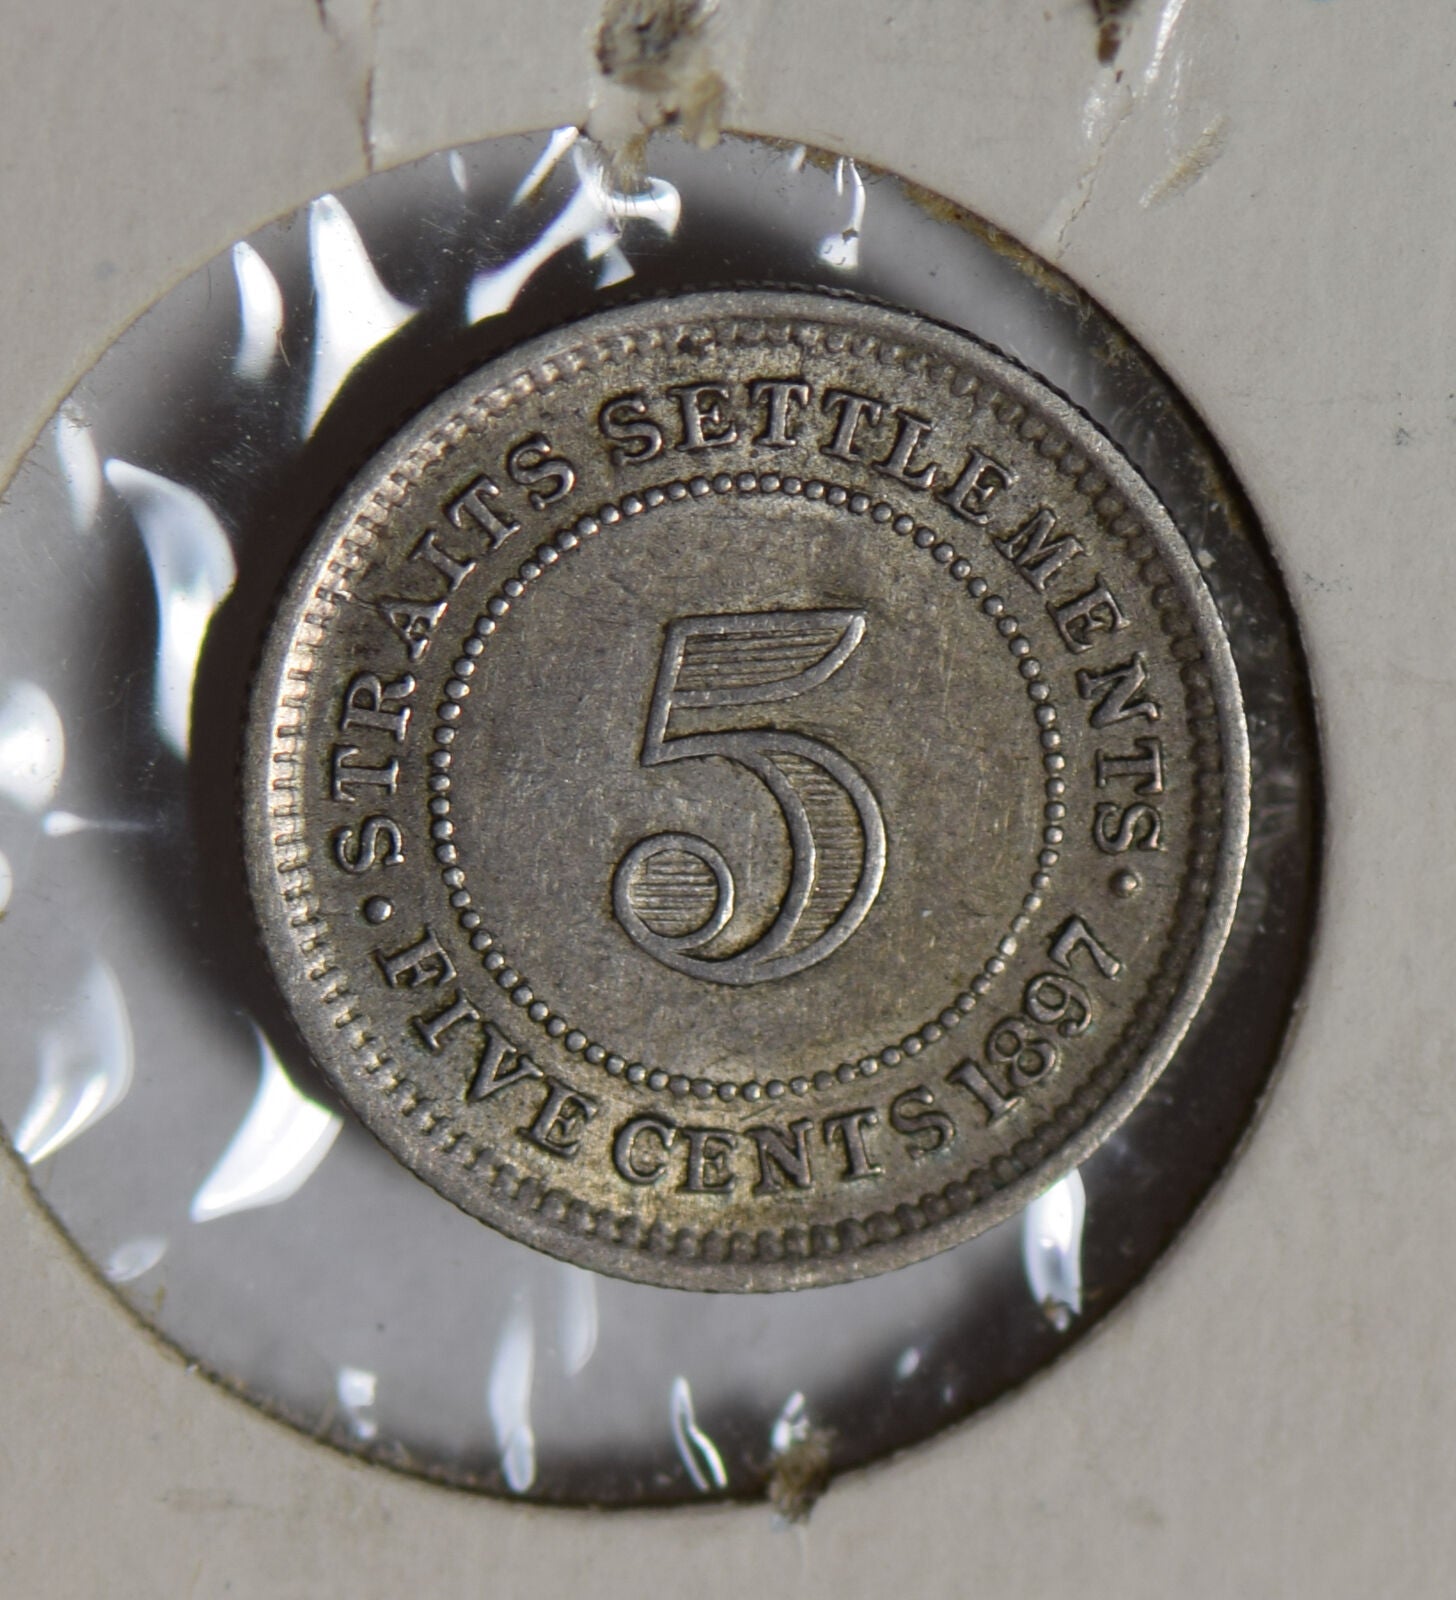 · STRAITS SETTLEMENTS ·
5
FIVE CENTS 1897